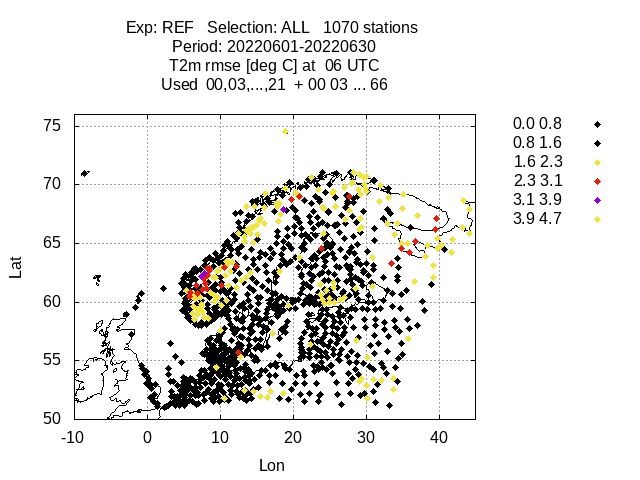 Exp: REF   Selection: ALL   1070 stations
Period: 20220601-20220630
T2m rmse [deg C] at  06 UTC
Used  00,03,...,21  + 00 03 ... 66
75
70
65
60
55
50
Lat
-10 0 10 20 30 40
Lon
0.0 0.8
0.8 1.6
1.6 2.3
2.3 3.1
3.1 3.9
3.9 4.7